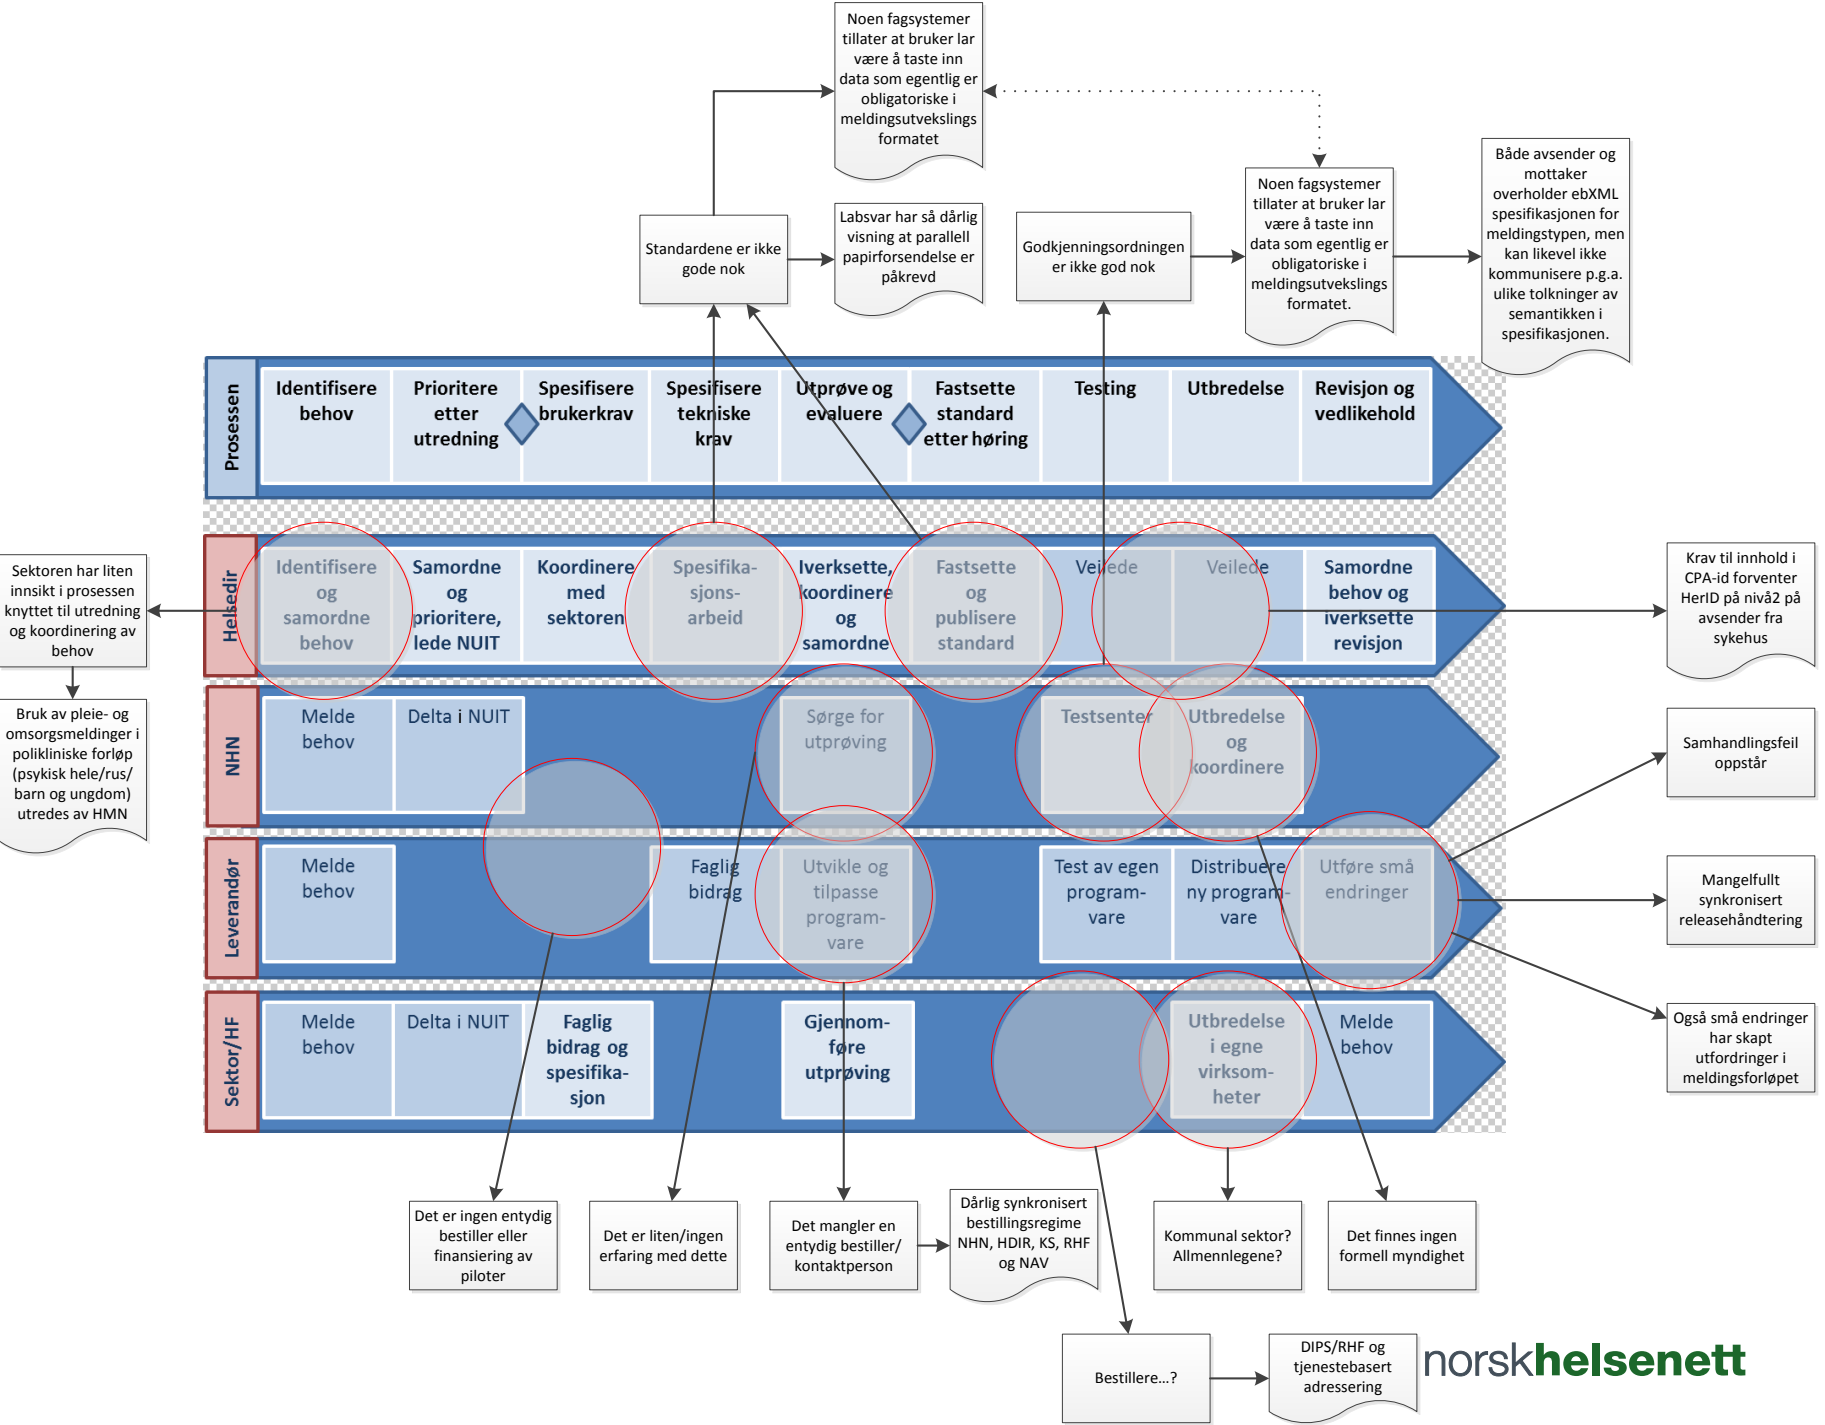 Noen fagsystemer
tillater at bruker lar
være å taste inn
data som egentlig er
obligatoriske i
meldingsutvekslings
formatet
Både avsender og
mottaker
overholder ebXML
spesifikasjonen for
meldingstypen, men
kan likevel ikke
kommunisere p.g.a.
ulike tolkninger av
semantikken i
spesifikasjonen.
Noen fagsystemer
tillater at bruker lar
være å taste inn
data som egentlig er
obligatoriske i
meldingsutvekslings
formatet.
Standardene er ikke
gode nok
Labsvar har så dårlig
visning at parallell
papirforsendelse er
påkrevd
Godkjenningsordningen
er ikke god nok
Prosessen
Identifisere
behov
Prioritere
etter
utredning
Spesifisere
brukerkrav
Spesifisere
tekniske
krav
Utprøve og
evaluere
Fastsette
standard
etter høring
Testing
Utbredelse
Revisjon og
vedlikehold
Sektoren har liten
innsikt i prosessen
knyttet til utredning
og koordinering av
behov
Bruk av pleie- og
omsorgsmeldinger i
polikliniske forløp
(psykisk hele/rus/
barn og ungdom)
utredes av HMN
Helsedir
Identifisere
og
samordne
behov
Samordne
og
prioritere,
lede NUIT
Koordinere
med
sektoren
Spesifika-
sjons-
arbeid
Iverksette,
koordinere
og
samordne
Fastsette
og
publisere
standard
Veilede
Veilede
Samordne
behov og
iverksette
revisjon
Krav til innhold i
CPA-id forventer
HerID på nivå2 på
avsender fra
sykehus
NHN
Melde
behov
Delta i NUIT
Sørge for
utprøving
Testsenter
Utbredelse
og
koordinere
Samhandlingsfeil
oppstår
Leverandør
Melde
behov
Faglig
bidrag
Utvikle og
tilpasse
program-
vare
Test av egen
program-
vare
Distribuere
ny program-
vare
Utføre små
endringer
Mangelfullt
synkronisert
releasehåndtering
Sektor/HF
Melde
behov
Delta i NUIT
Faglig
bidrag og
spesifika-
sjon
Gjennom-
føre
utprøving
Utbredelse
i egne
virksom-
heter
Melde
behov
Også små endringer
har skapt
utfordringer i
meldingsforløpet
Det er ingen entydig
bestiller eller
finansiering av
piloter
Det er liten/ingen
erfaring med dette
Det mangler en
entydig bestiller/
kontaktperson
Dårlig synkronisert
bestillingsregime
NHN, HDIR, KS, RHF
og NAV
Kommunal sektor?
Allmennlegene?
Det finnes ingen
formell myndighet
Bestillere...?
DIPS/RHF og
tjenestebasert
adressering
norskhelsenett